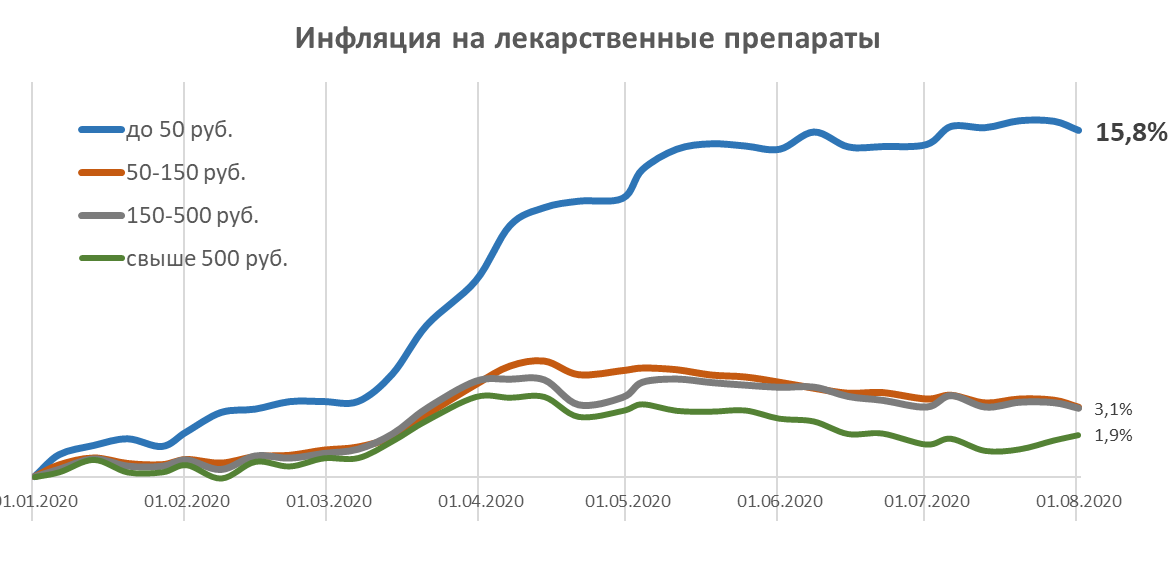 Инфляция на лекарственные препараты
до 50 руб.
50-150 руб.
150-500 руб.
свыше 500 руб.
15,8%
3,1%
1,9%
01.01.2020 01.02.2020 01.03.2020 01.04.2020 01.05.2020 01.06.2020 01.07.2020 01.08.2020